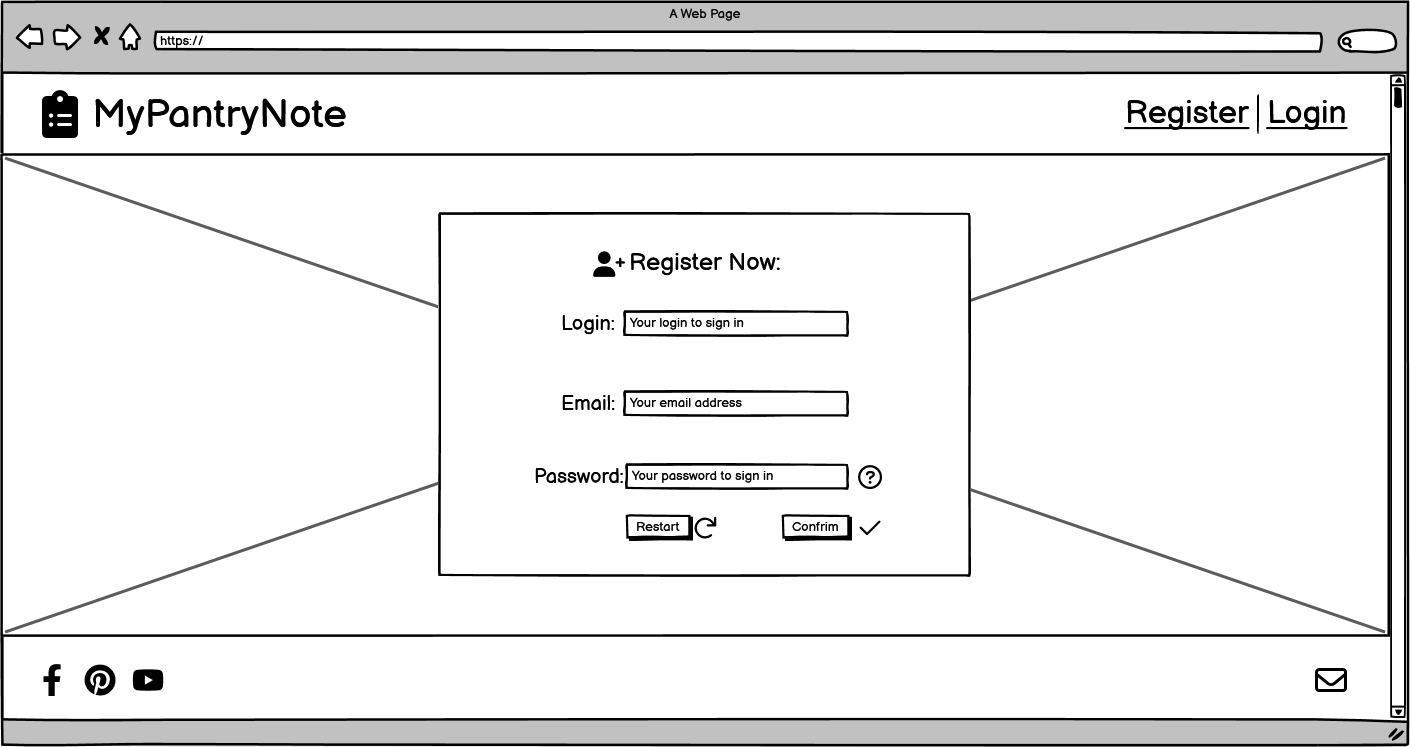 A Web Page
https://
MyPantryNote
Register Login
Register Now:
Login: Your login to sign in
Email: Your email address
Password: Your password to sign in ?
Restart Confrim